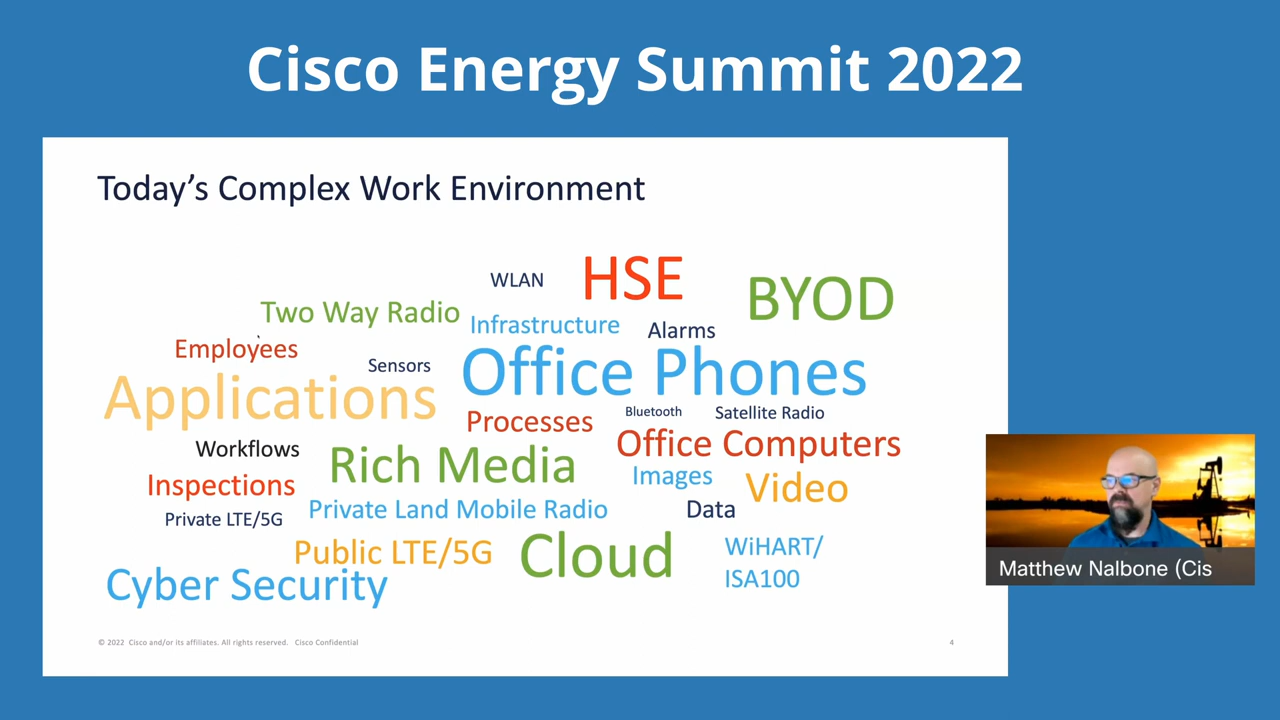 Cisco Energy Summit 2022
Today's Complex Work Environment
WLAN
HSE
BYOD
Two Way Radio
Infrastructure
Alarms
Employees
Sensors
Office Phones
Applications
Processes
Bluetooth
Satellite Radio
Workflows
Rich Media
Office Computers
Inspections
Images
Video
Private LTE/5G
Private Land Mobile Radio
Data
Public LTE/5G
Cloud
WiHART/
ISA100
Cyber Security
© 2022 Cisco and/or its affiliates. All rights reserved. Cisco Confidential
4
Matthew Nalbone (Cis